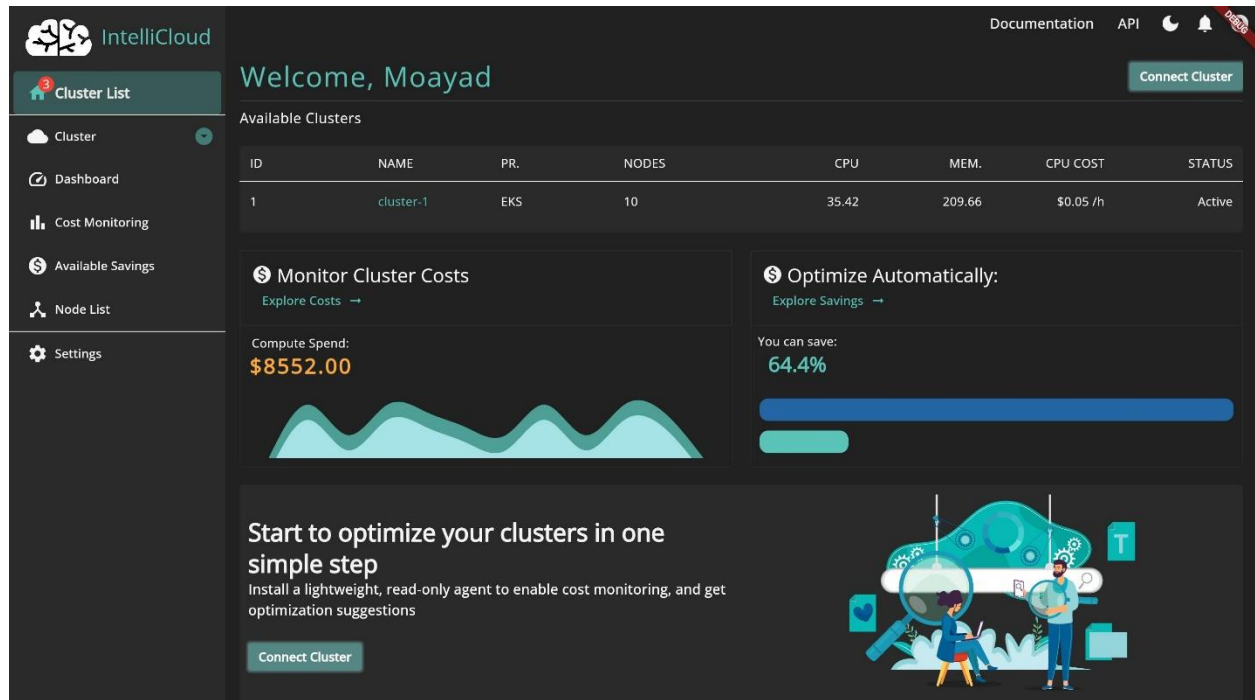 IntelliCloud
Documentation API
DEBUG
3
Cluster List
Cluster
Dashboard
Cost Monitoring
Available Savings
Node List
Settings
Welcome, Moayad
Connect Cluster
Available Clusters
ID NAME PR. NODES CPU MEM. CPU COST STATUS
1 cluster-1 EKS 10 35.42 209.66 $0.05 /h Active
$ Monitor Cluster Costs
Explore Costs →
Compute Spend:
$8552.00
$ Optimize Automatically:
Explore Savings →
You can save:
64.4%
Start to optimize your clusters in one
simple step
Install a lightweight, read-only agent to enable cost monitoring, and get
optimization suggestions
Connect Cluster
T